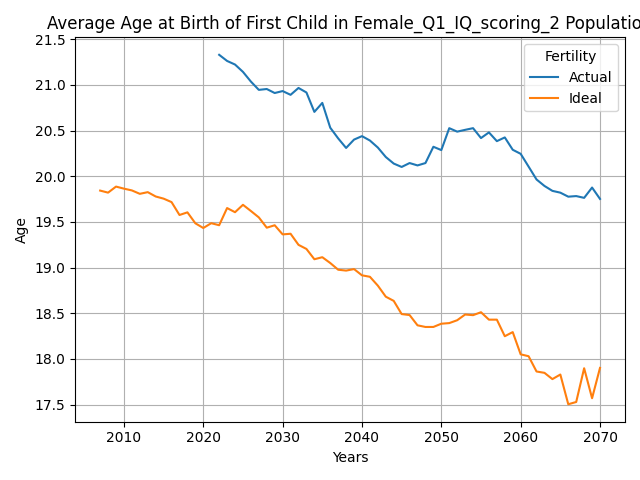 Average Age at Birth of First Child in Female_Q1_IQ_scoring_2 Populatio
21.5
21.0
20.5
20.0
19.5
19.0
18.5
18.0
17.5
Age
Fertility
Actual
Ideal
2010 2020 2030 2040 2050 2060 2070
Years